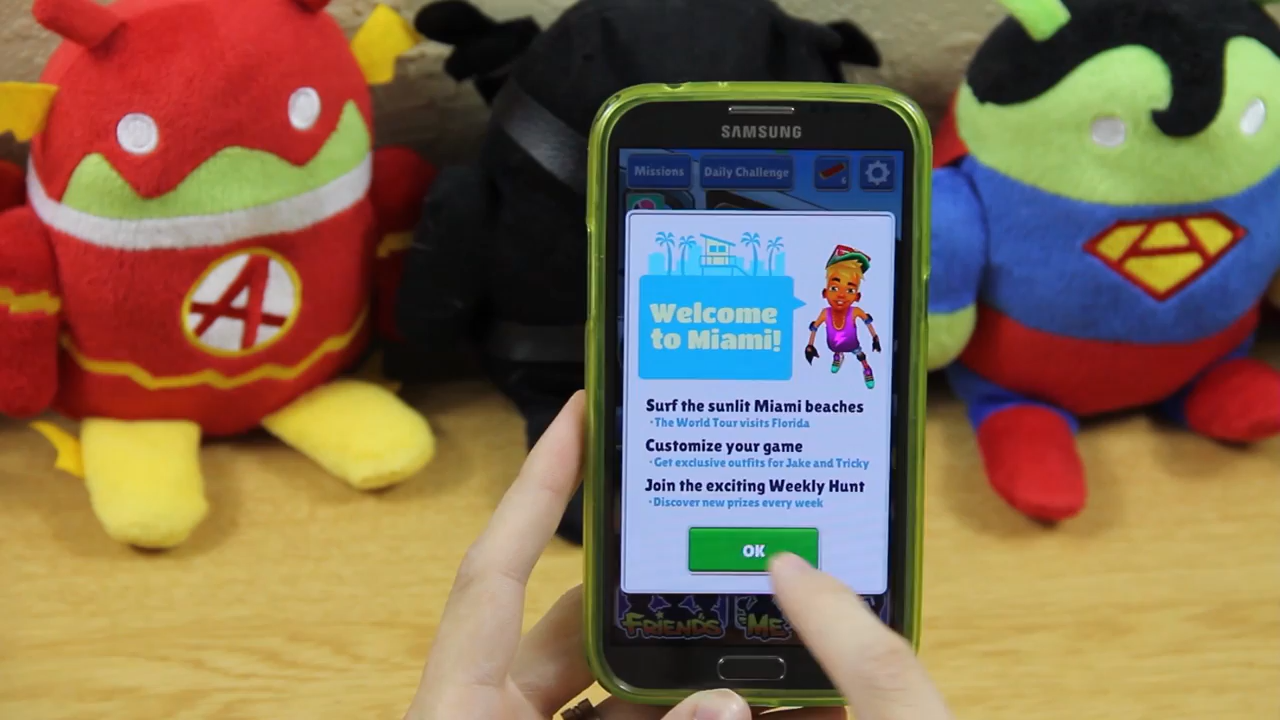 SAMSUNG
Missions
Daily Challenge
6
Welcome
to Miami!
Surf the sunlit Miami beaches
· The World Tour visits Florida
Customize your game
· Get exclusive outfits for Jake and Tricky
Join the exciting Weekly Hunt
· Discover new prizes every week
OK
FRIENDS
ME
A
A